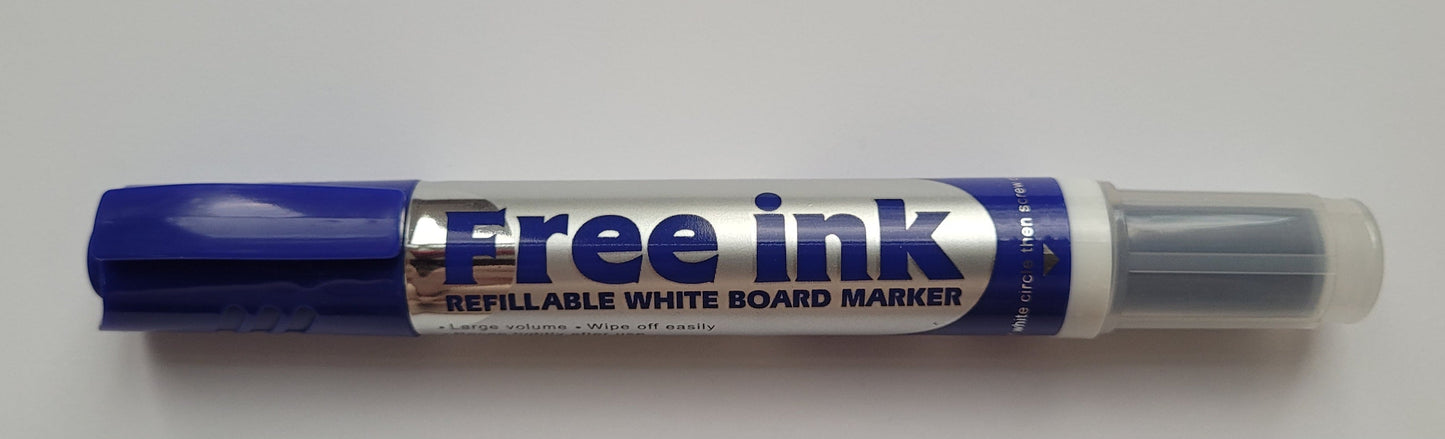 Free ink
REFILLABLE WHITE BOARD MARKER
• Large volume • Wipe off easily
white circle then screw